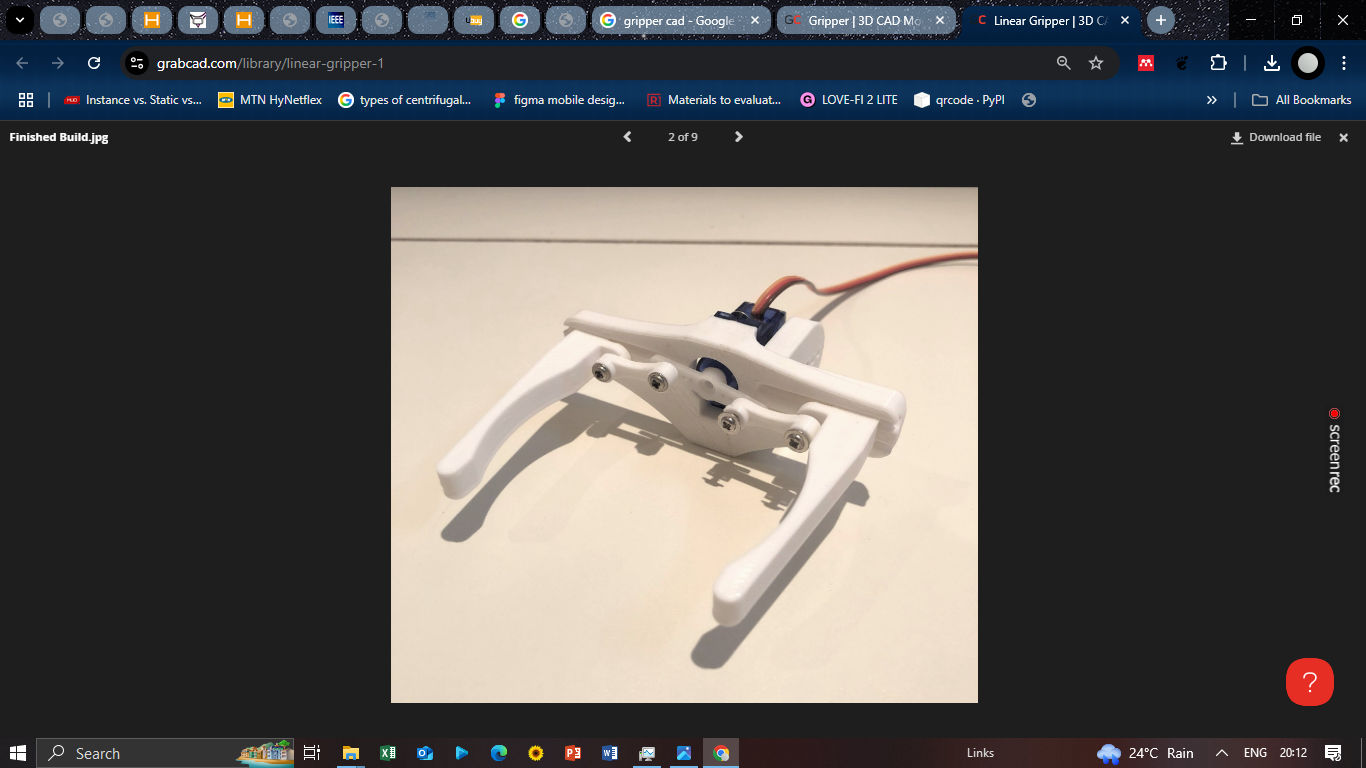 IEEE
gripper cad - Google
Gripper | 3D CAD Mo
Linear Gripper | 3D C
grabcad.com/library/linear-gripper-1
Instance vs. Static vs...
MTN HyNetflex
types of centrifugal...
figma mobile desig...
Materials to evaluat...
LOVE-FI 2 LITE
qrcode · PyPI
All Bookmarks
Finished Build.jpg
2 of 9
Download file
screenrec
?
Search
Links
24°C Rain
ENG
20:12